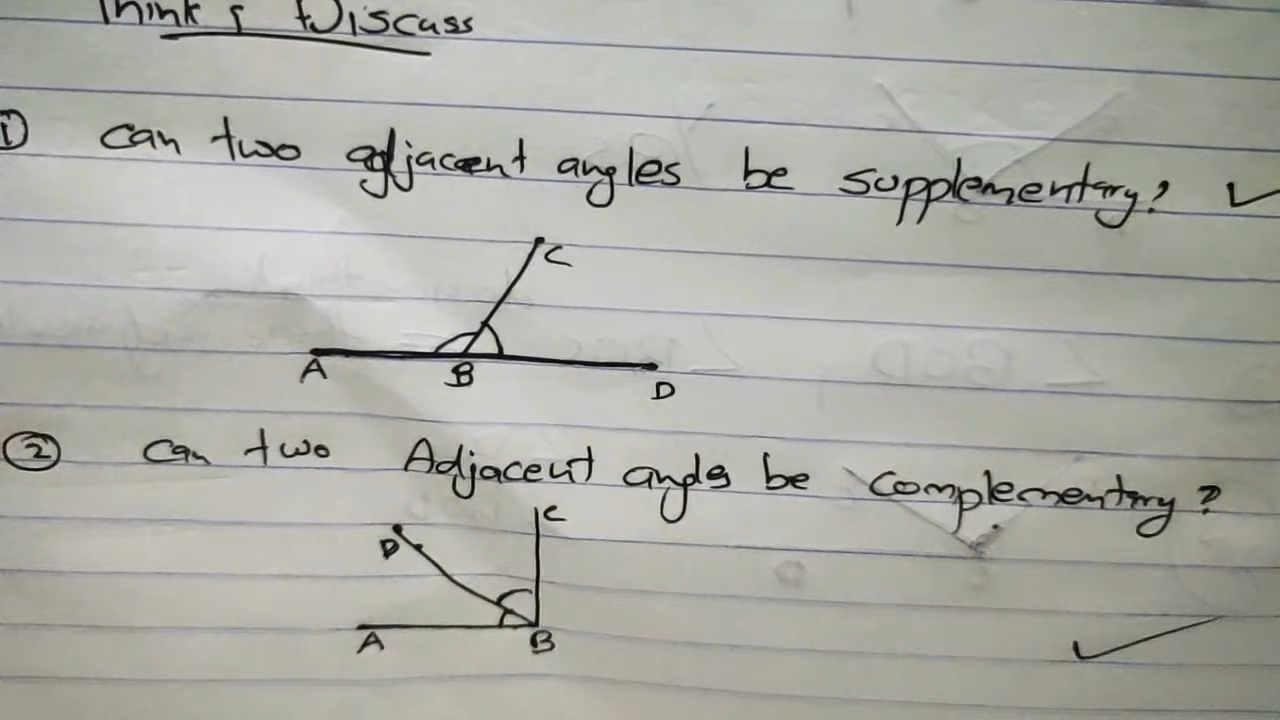 Think & Discuss
① Can two adjacent angles be supplementary? ✓
C
A B D
② Can two Adjacent angles be complementary?
C
D
A B